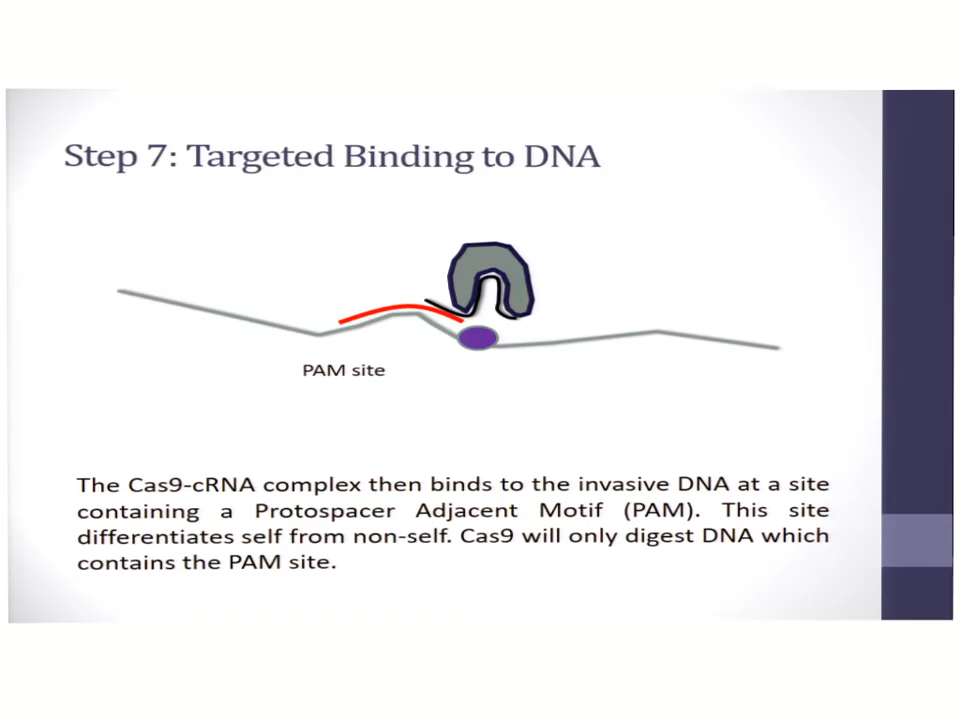 Step 7: Targeted Binding to DNA
PAM site
The Cas9-cRNA complex then binds to the invasive DNA at a site
containing a Protospacer Adjacent Motif (PAM). This site
differentiates self from non-self. Cas9 will only digest DNA which
contains the PAM site.